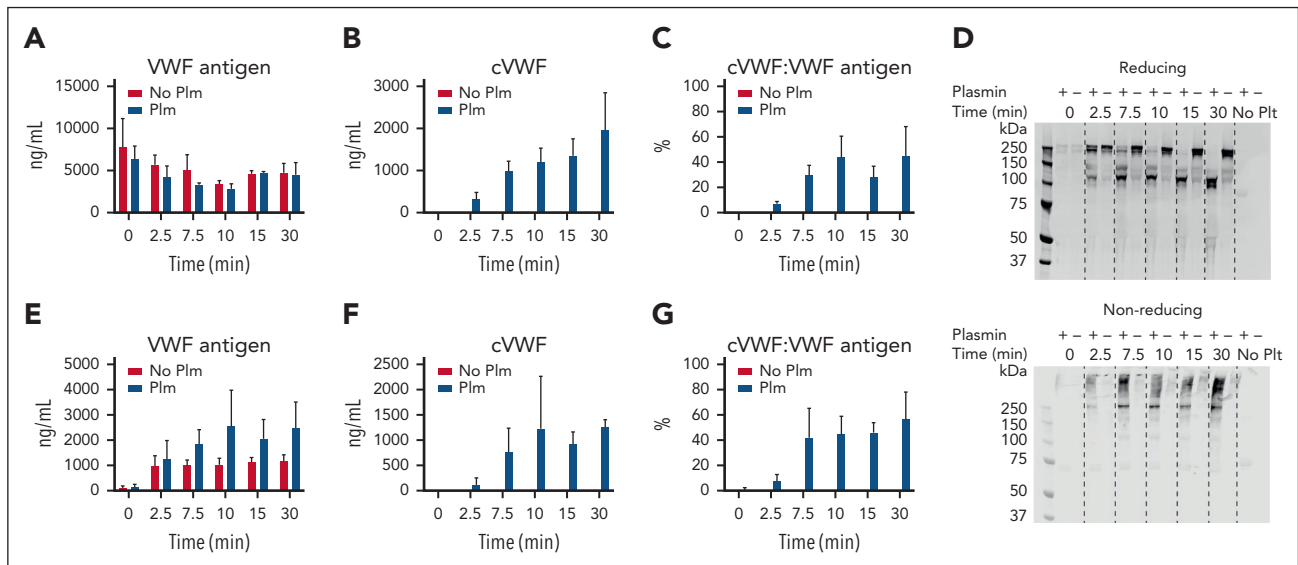 A
VWF antigen
No Plm
Plm
15000
10000
5000
0
ng/mL
0 2.5 7.5 10 15 30
Time (min)
B
cVWF
No Plm
Plm
3000
2000
1000
0
ng/mL
0 2.5 7.5 10 15 30
Time (min)
C
cVWF:VWF antigen
No Plm
Plm
100
80
60
40
20
0
%
0 2.5 7.5 10 15 30
Time (min)
D
Reducing
Plasmin + – + – + – + – + – + – + –
Time (min) 0 2.5 7.5 10 15 30 No Plt
kDa
250
150
100
75
50
37
Non-reducing
Plasmin + – + – + – + – + – + – + –
Time (min) 0 2.5 7.5 10 15 30 No Plt
kDa
250
150
100
75
50
37
E
VWF antigen
No Plm
Plm
5000
4000
3000
2000
1000
0
ng/mL
0 2.5 7.5 10 15 30
Time (min)
F
cVWF
No Plm
Plm
2500
2000
1500
1000
500
0
ng/mL
0 2.5 7.5 10 15 30
Time (min)
G
cVWF:VWF antigen
No Plm
Plm
100
80
60
40
20
0
%
0 2.5 7.5 10 15 30
Time (min)